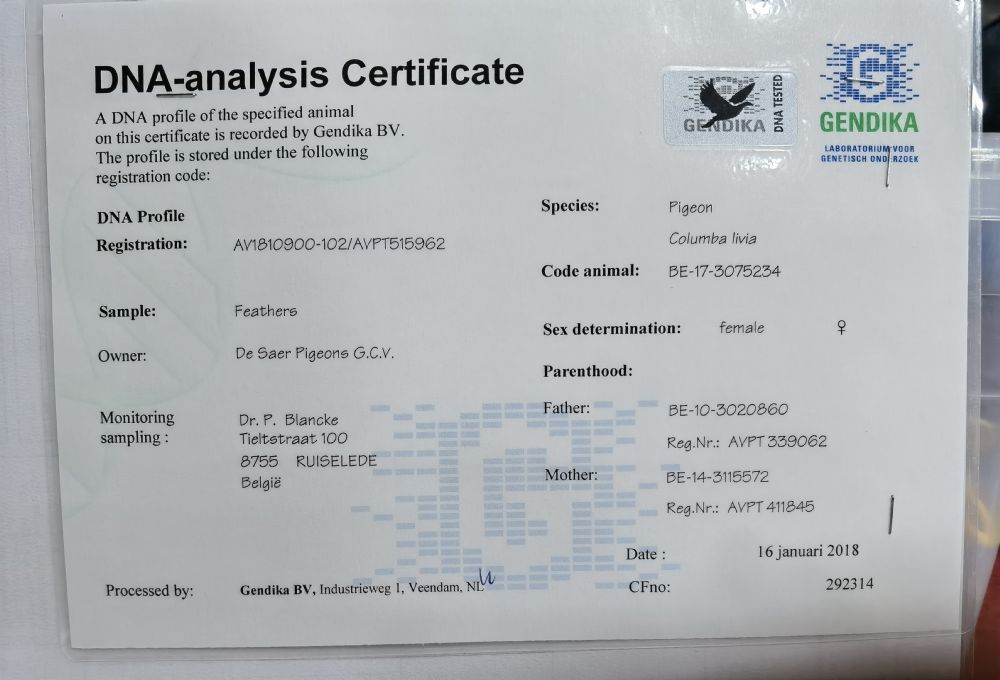 DNA-analysis Certificate
A DNA profile of the specified animal
on this certificate is recorded by Gendika BV.
The profile is stored under the following
registration code:
GENDIKA
DNA TESTED
GENDIKA
LABORATORIUM VOOR
GENETISCH ONDERZOEK
DNA Profile
Registration: AV1810900-102/AVPT515962
Sample: Feathers
Owner: De Saer Pigeons G.C.V.
Monitoring
sampling :
Dr. P. Blancke
Tieltstraat 100
8755 RUISELEDE
België
Species: Pigeon
Columba livia
Code animal: BE-17-3075234
Sex determination: female ♀
Parenthood:
Father: BE-10-3020860
Reg.Nr.: AVPT 339062
Mother: BE-14-3115572
Reg.Nr.: AVPT 411845
Date : 16 januari 2018
Processed by: Gendika BV, Industrieweg 1, Veendam, NL
CFno: 292314